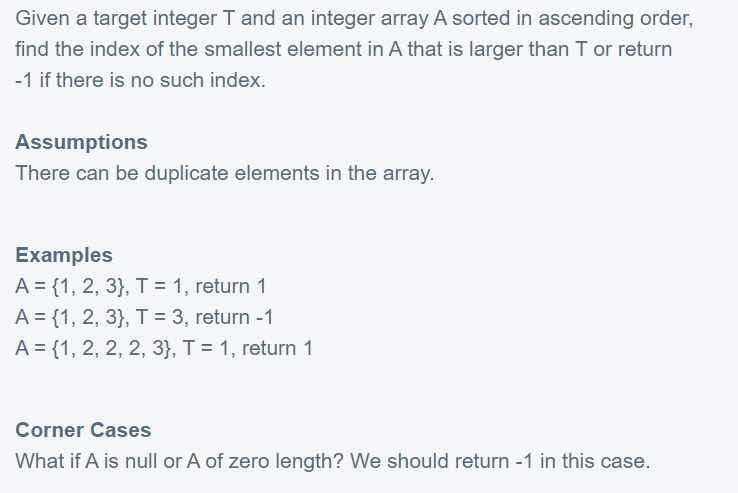 Given a target integer T and an integer array A sorted in ascending order,
find the index of the smallest element in A that is larger than T or return
-1 if there is no such index.
Assumptions
There can be duplicate elements in the array.
Examples
A = {1, 2, 3}, T = 1, return 1
A = {1, 2, 3}, T = 3, return -1
A = {1, 2, 2, 2, 3}, T = 1, return 1
Corner Cases
What if A is null or A of zero length? We should return -1 in this case.